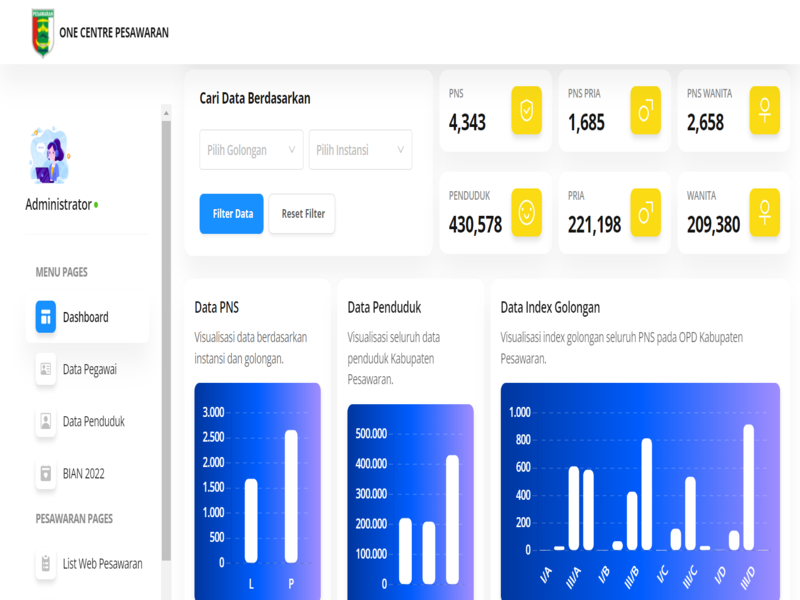 PESAWARAN
ONE CENTRE PESAWARAN
Administrator
MENU PAGES
Dashboard
Data Pegawai
Data Penduduk
BIAN 2022
PESAWARAN PAGES
List Web Pesawaran
Cari Data Berdasarkan
Pilih Golongan
Pilih Instansi
Filter Data
Reset Filter
PNS
4,343
PNS PRIA
1,685
PNS WANITA
2,658
PENDUDUK
430,578
PRIA
221,198
WANITA
209,380
Data PNS
Visualisasi data berdasarkan
instansi dan golongan.
3.000
2.500
2.000
1.500
1.000
500
0
L
P
Data Penduduk
Visualisasi seluruh data
penduduk Kabupaten
Pesawaran.
500.000
400.000
300.000
200.000
100.000
0
Data Index Golongan
Visualisasi index golongan seluruh PNS pada OPD Kabupaten
Pesawaran.
1.000
800
600
400
200
0
I/A
III/A
I/B
III/B
I/C
III/C
I/D
III/D